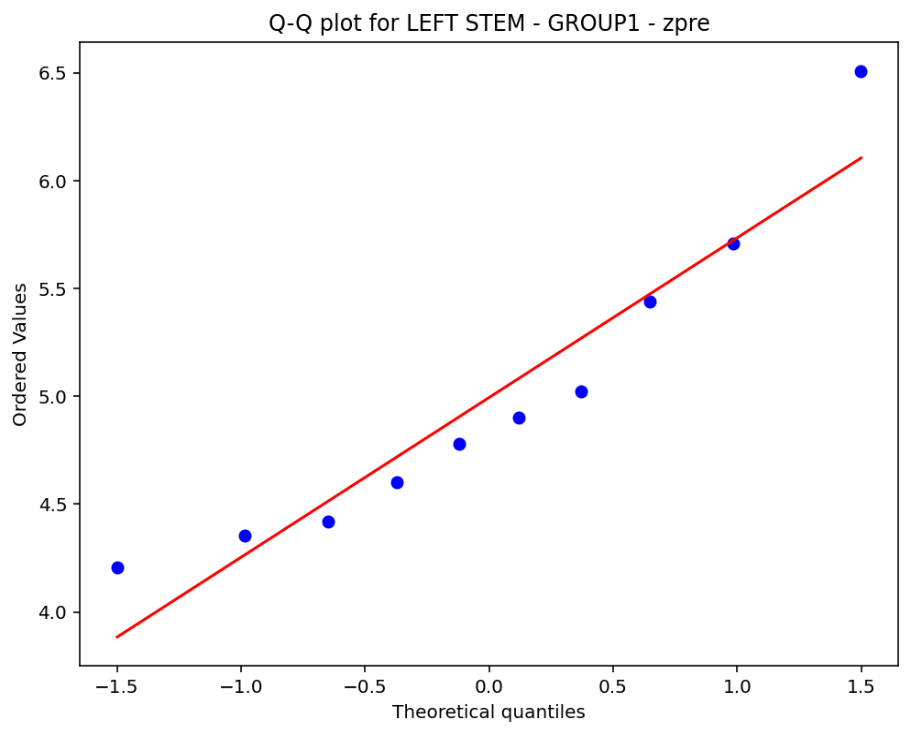 Q-Q plot for LEFT STEM - GROUP1 - zpre
6.5
6.0
5.5
5.0
4.5
4.0
Ordered Values
−1.5 −1.0 −0.5 0.0 0.5 1.0 1.5
Theoretical quantiles